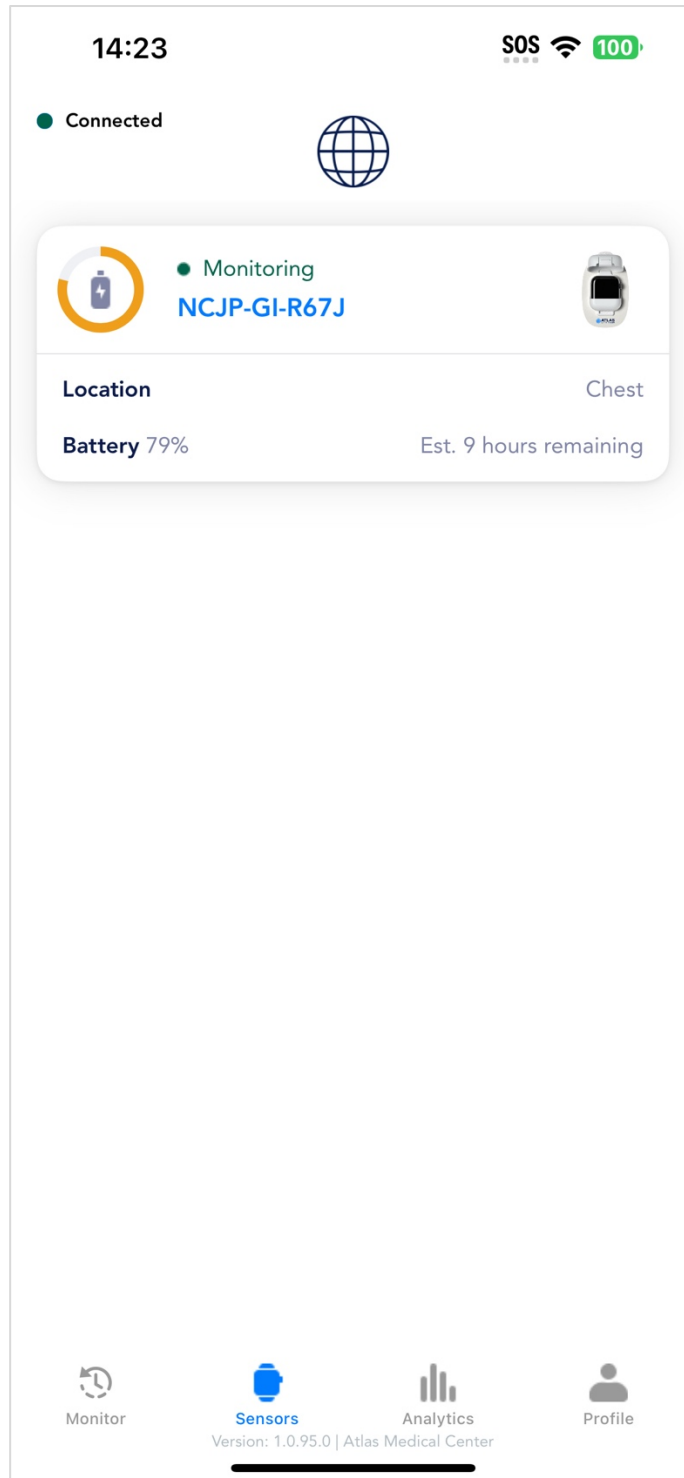 14:23 SOS 100
Connected
Monitoring
NCJP-GI-R67J
ATLAS
Location Chest
Battery 79% Est. 9 hours remaining
Monitor Sensors Analytics Profile
Version: 1.0.95.0 | Atlas Medical Center